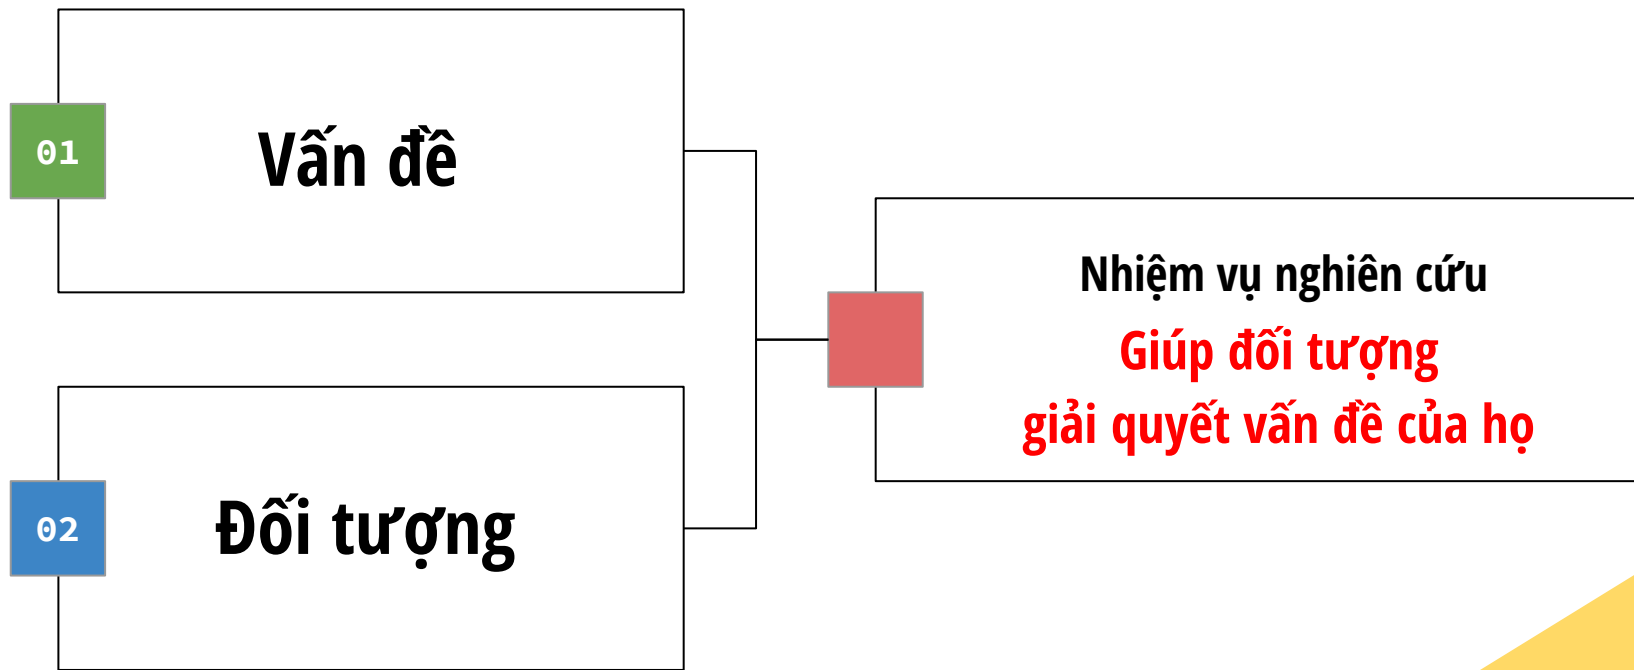 01
Vấn đề
02
Đối tượng
Nhiệm vụ nghiên cứu
Giúp đối tượng
giải quyết vấn đề của họ